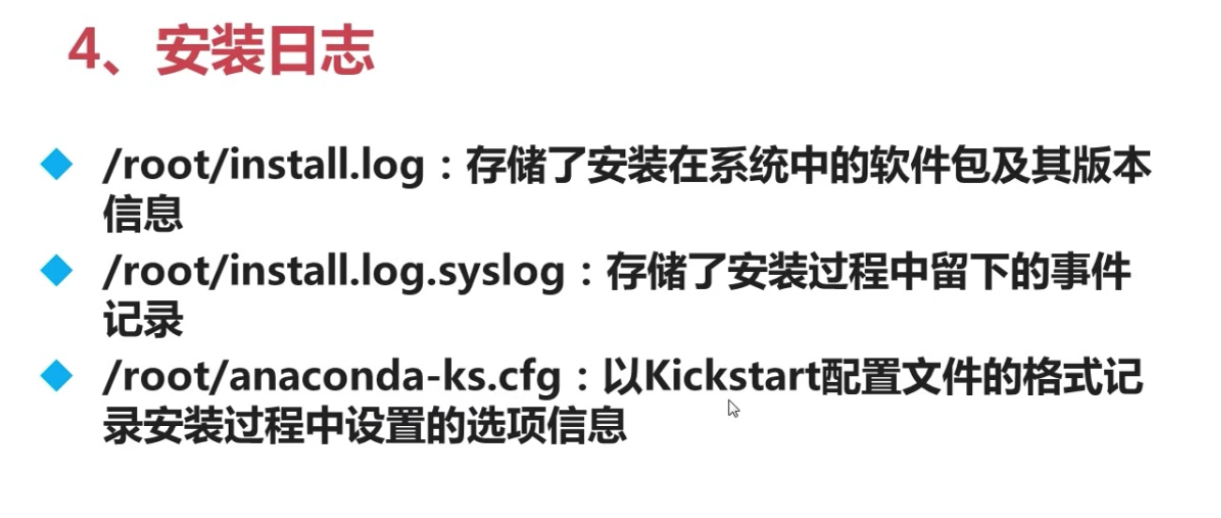 4、安装日志
/root/install.log：存储了安装在系统中的软件包及其版本
信息
/root/install.log.syslog：存储了安装过程中留下的事件
记录
/root/anaconda-ks.cfg：以Kickstart配置文件的格式记
录安装过程中设置的选项信息